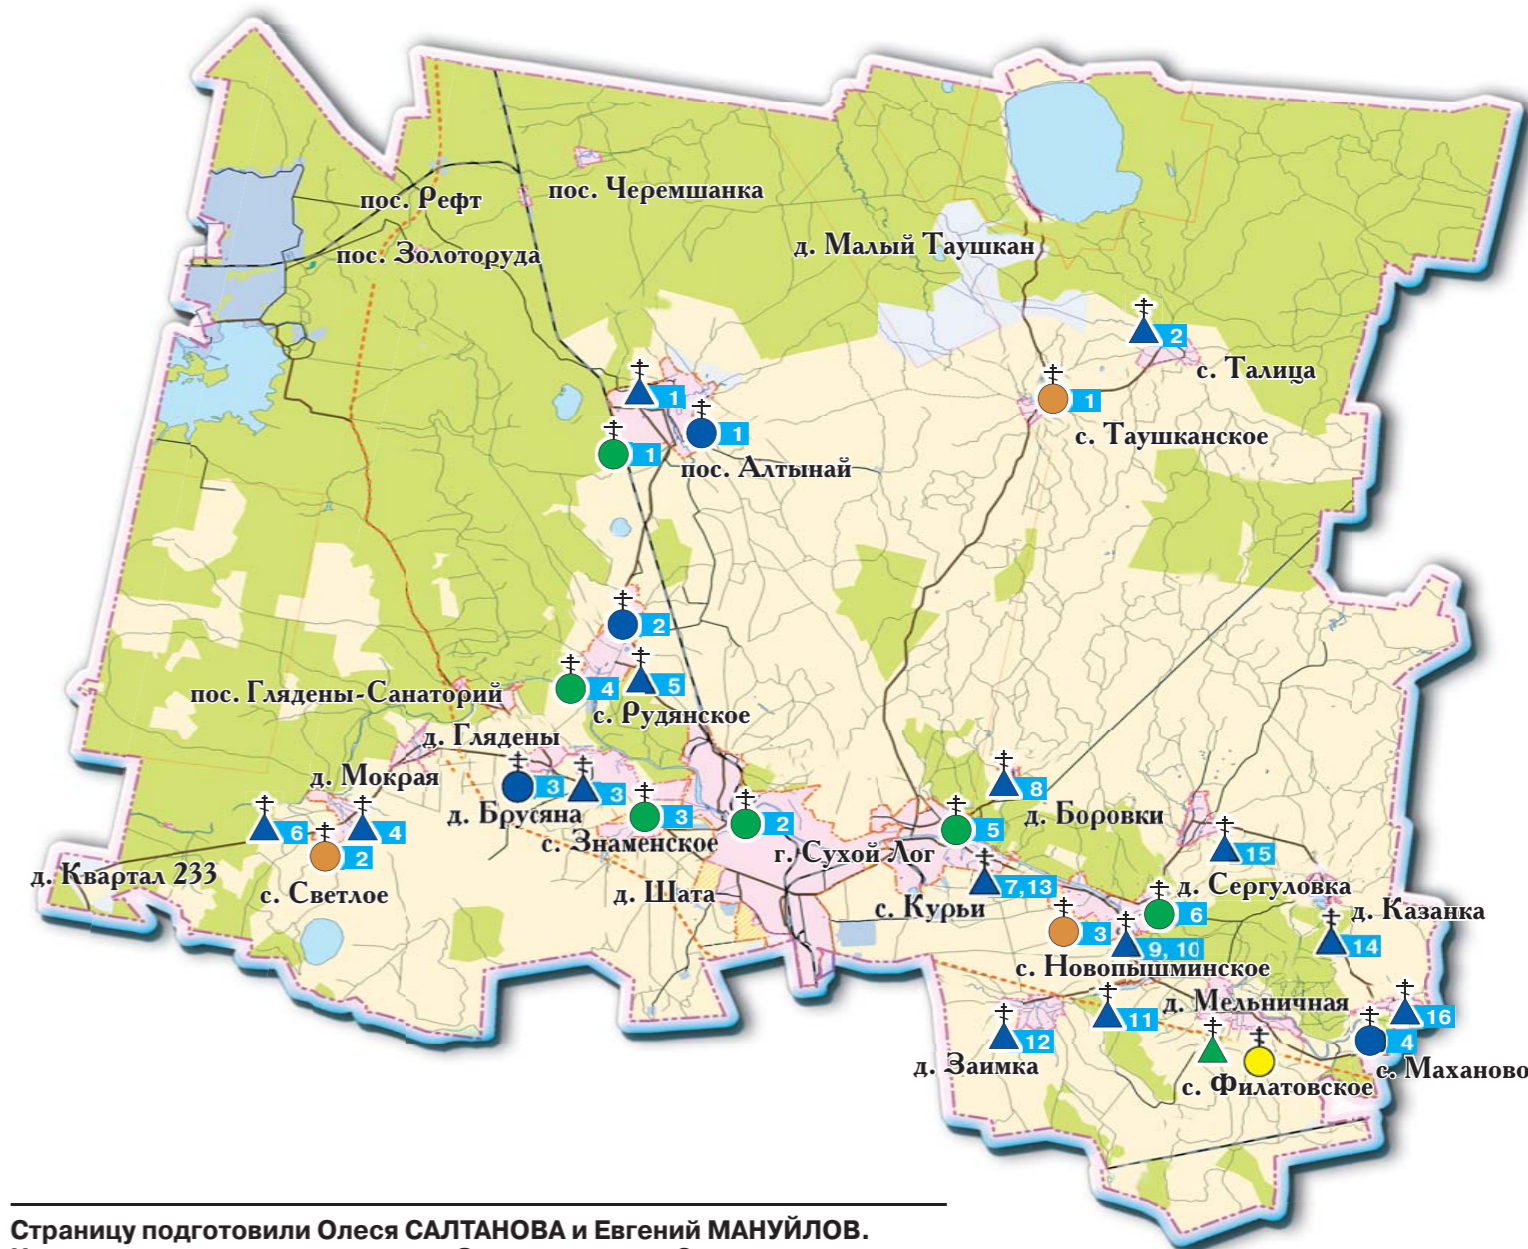 пос. Рефт
пос. Черемшанка
пос. Золоторуда
д. Малый Таушкан
2
с. Талица
1
1
1
1
с. Таушканское
пос. Алтынай
2
4
5
пос. Глядены-Санаторий
с. Рудянское
д. Глядены
д. Мокрая
3
3
8
д. Брусяна
3
2
5
д. Боровки
6
4
с. Знаменское
г. Сухой Лог
2
15
д. Квартал 233
с. Светлое
д. Шата
7,13
д. Сергуловка
с. Курьи
6
д. Казанка
3
9, 10
14
с. Новопышминское
д. Мельничная
11
16
12
4
д. Заимка
с. Филатовское
с. Маханово
Страницу подготовили Олеся САЛТАНОВА и Евгений МАНУЙЛОВ.